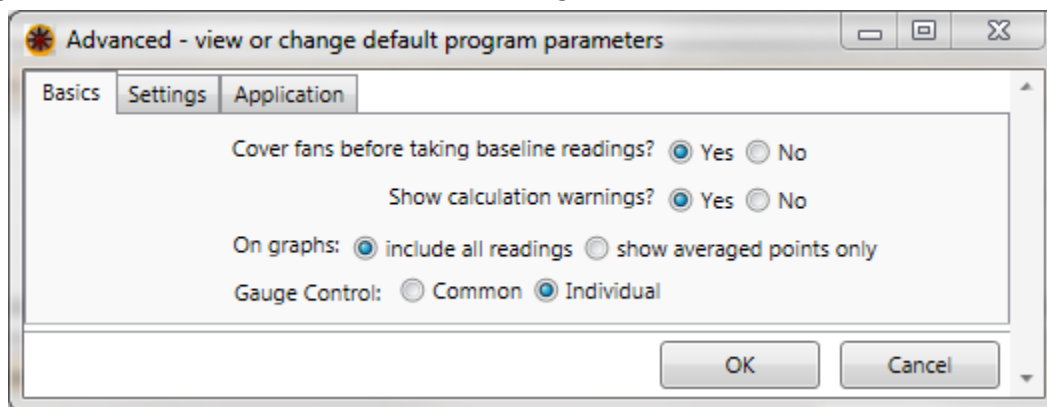 Advanced - view or change default program parameters
Basics Settings Application
Cover fans before taking baseline readings? Yes No
Show calculation warnings? Yes No
On graphs: include all readings show averaged points only
Gauge Control: Common Individual
OK Cancel